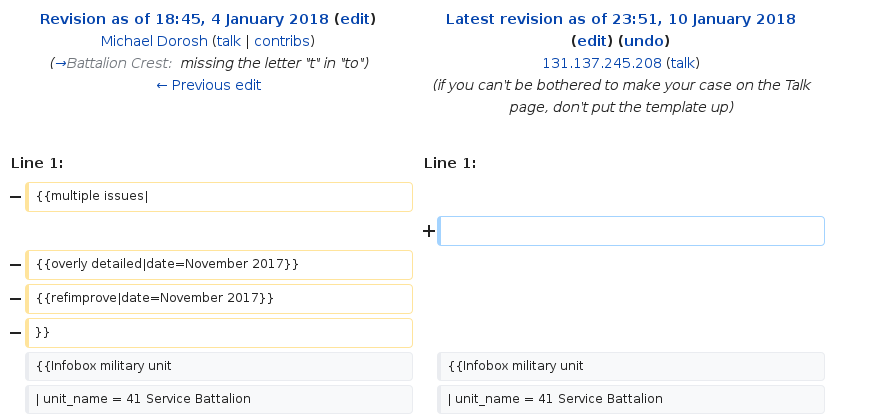 Revision as of 18:45, 4 January 2018 (edit)
Michael Dorosh (talk | contribs)
(→Battalion Crest: missing the letter "t" in "to")
← Previous edit
Latest revision as of 23:51, 10 January 2018
(edit) (undo)
131.137.245.208 (talk)
(if you can't be bothered to make your case on the Talk
page, don't put the template up)
Line 1:
Line 1:
− {{multiple issues|
+
− {{overly detailed|date=November 2017}}
− {{refimprove|date=November 2017}}
− }}
{{Infobox military unit
{{Infobox military unit
| unit_name = 41 Service Battalion
| unit_name = 41 Service Battalion